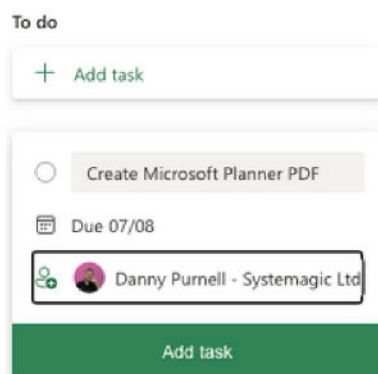 To do
Add task
Create Microsoft Planner PDF
Due 07/08
Danny Purnell - Systemagic Ltd
Add task